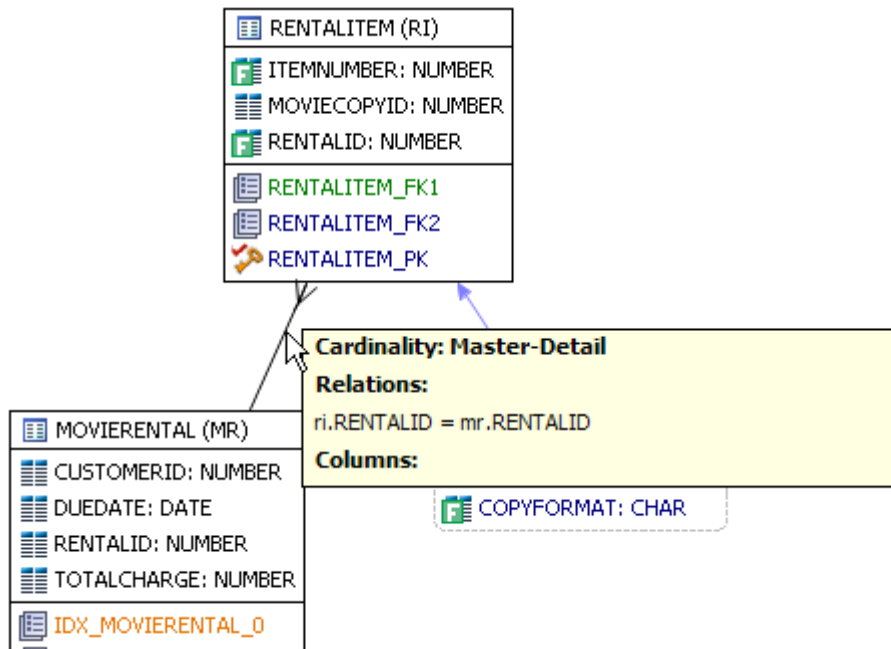 RENTALITEM (RI)
ITEMNUMBER: NUMBER
MOVIECOPYID: NUMBER
RENTALID: NUMBER
RENTALITEM_FK1
RENTALITEM_FK2
RENTALITEM_PK
Cardinality: Master-Detail
Relations:
ri.RENTALID = mr.RENTALID
Columns:
MOVIERENTAL (MR)
CUSTOMERID: NUMBER
DUEDATE: DATE
RENTALID: NUMBER
TOTALCHARGE: NUMBER
IDX_MOVIERENTAL_0
COPYFORMAT: CHAR